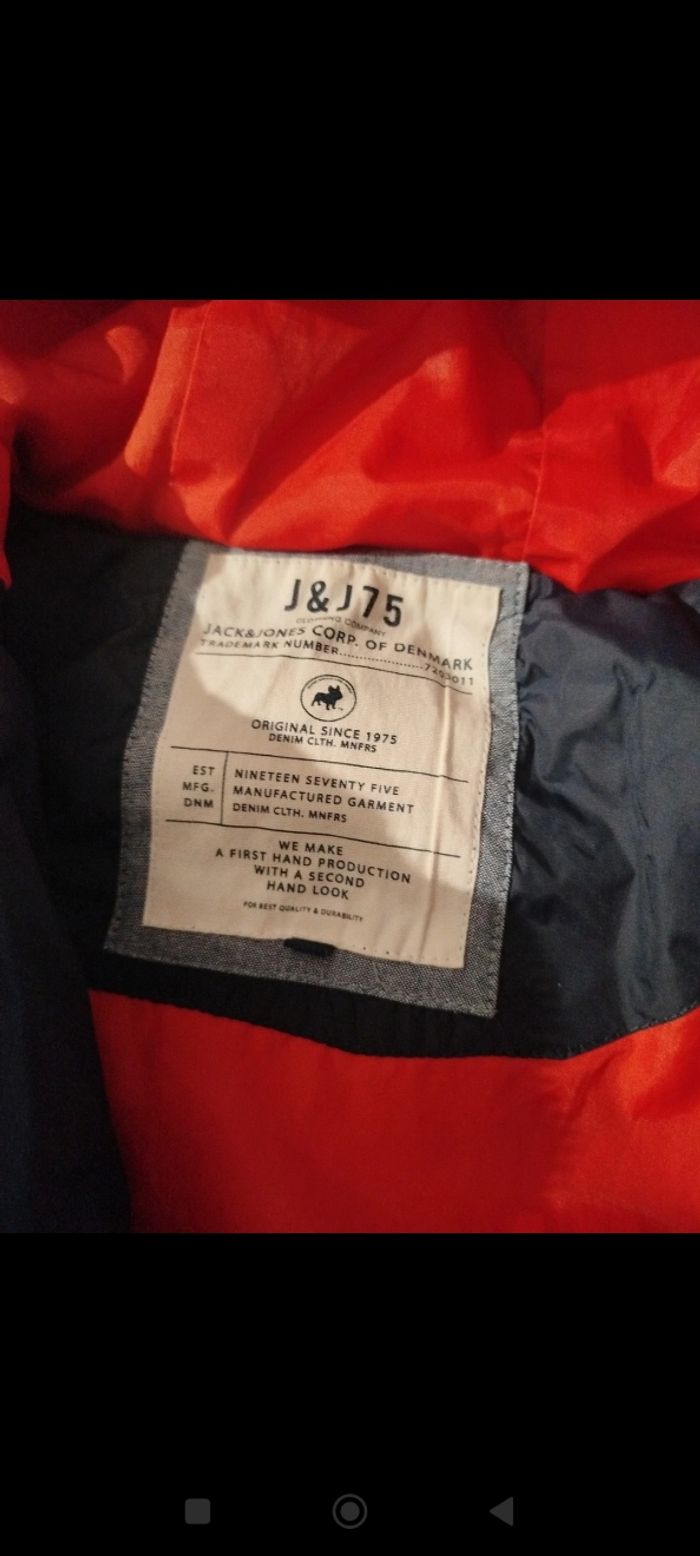 J&J75
CLOTHING COMPANY
JACK&JONES CORP. OF DENMARK
TRADEMARK NUMBER......................7203011
ORIGINAL SINCE 1975
DENIM CLTH. MNFRS
EST
MFG.
DNM
NINETEEN SEVENTY FIVE
MANUFACTURED GARMENT
DENIM CLTH. MNFRS
WE MAKE
A FIRST HAND PRODUCTION
WITH A SECOND
HAND LOOK
FOR BEST QUALITY & DURABILITY